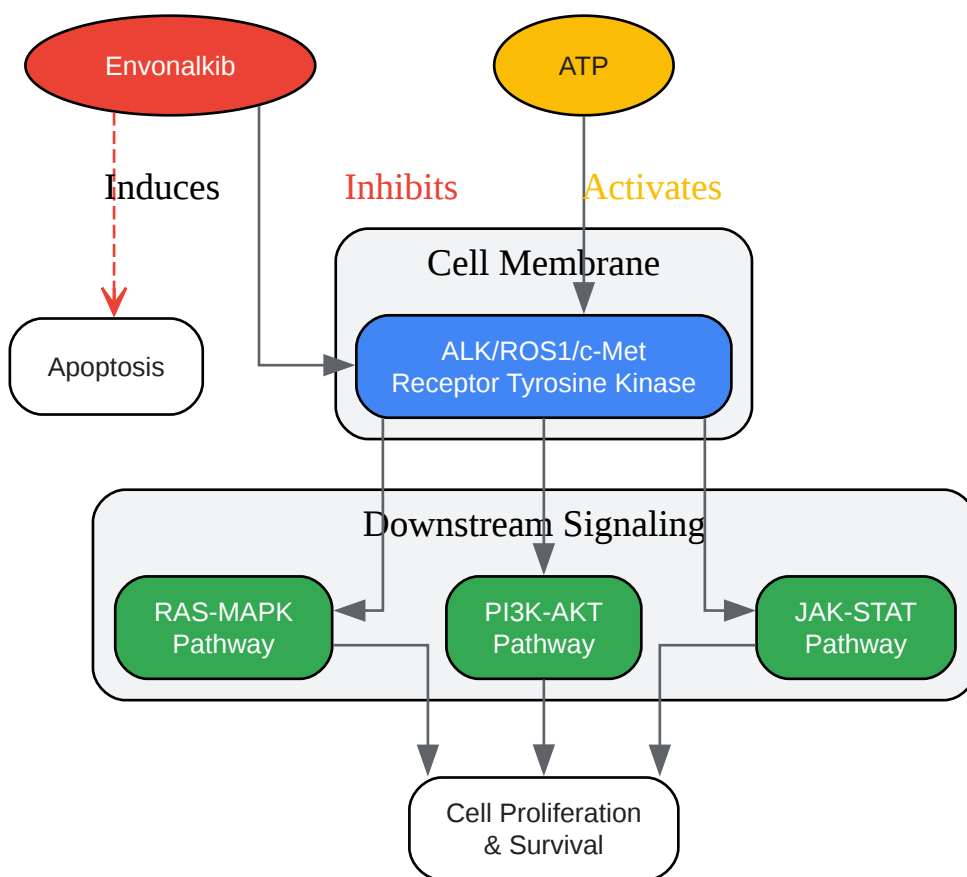 Envonalkib
ATP
Induces
Inhibits
Activates
Cell Membrane
ALK/ROS1/c-Met
Receptor Tyrosine Kinase
Apoptosis
Downstream Signaling
RAS-MAPK
Pathway
PI3K-AKT
Pathway
JAK-STAT
Pathway
Cell Proliferation
& Survival